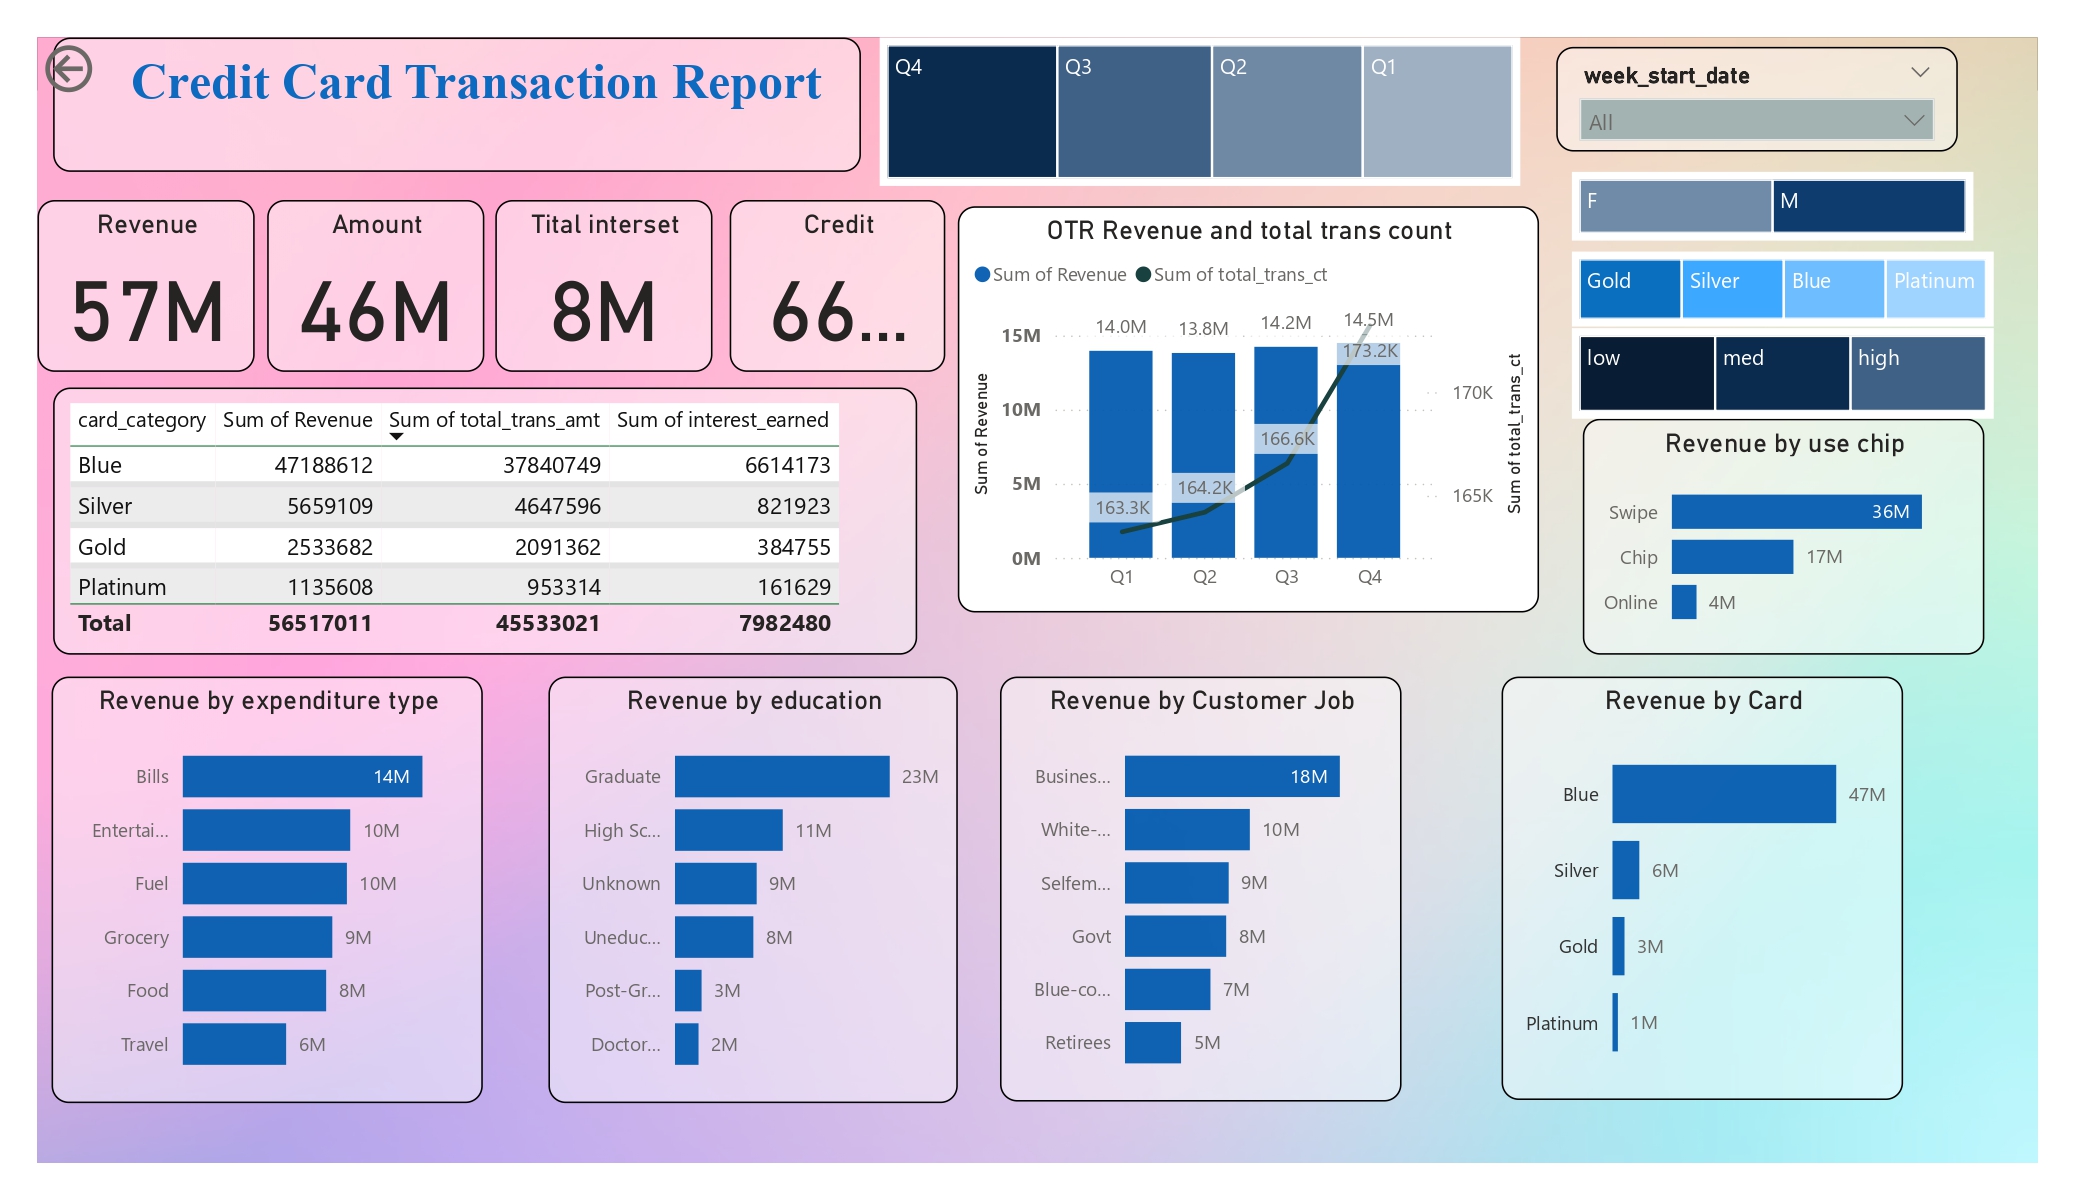 Credit Card Transaction Report
Q4
Q3
Q2
Q1
week_start_date
All
F
M
Gold
Silver
Blue
Platinum
low
med
high
Revenue
57M
Amount
46M
Tital interset
8M
Credit
66...
OTR Revenue and total trans count
Sum of Revenue
Sum of total_trans_ct
Sum of Revenue
15M
10M
5M
0M
14.0M
13.8M
14.2M
14.5M
163.3K
164.2K
166.6K
173.2K
170K
165K
Sum of total_trans_ct
Q1
Q2
Q3
Q4
card_category Sum of Revenue Sum of total_trans_amt Sum of interest_earned
Blue 47188612 37840749 6614173
Silver 5659109 4647596 821923
Gold 2533682 2091362 384755
Platinum 1135608 953314 161629
Total 56517011 45533021 7982480
Revenue by use chip
Swipe 36M
Chip 17M
Online 4M
Revenue by expenditure type
Bills 14M
Entertai... 10M
Fuel 10M
Grocery 9M
Food 8M
Travel 6M
Revenue by education
Graduate 23M
High Sc... 11M
Unknown 9M
Uneduc... 8M
Post-Gr... 3M
Doctor... 2M
Revenue by Customer Job
Busines... 18M
White-... 10M
Selfem... 9M
Govt 8M
Blue-co... 7M
Retirees 5M
Revenue by Card
Blue 47M
Silver 6M
Gold 3M
Platinum 1M